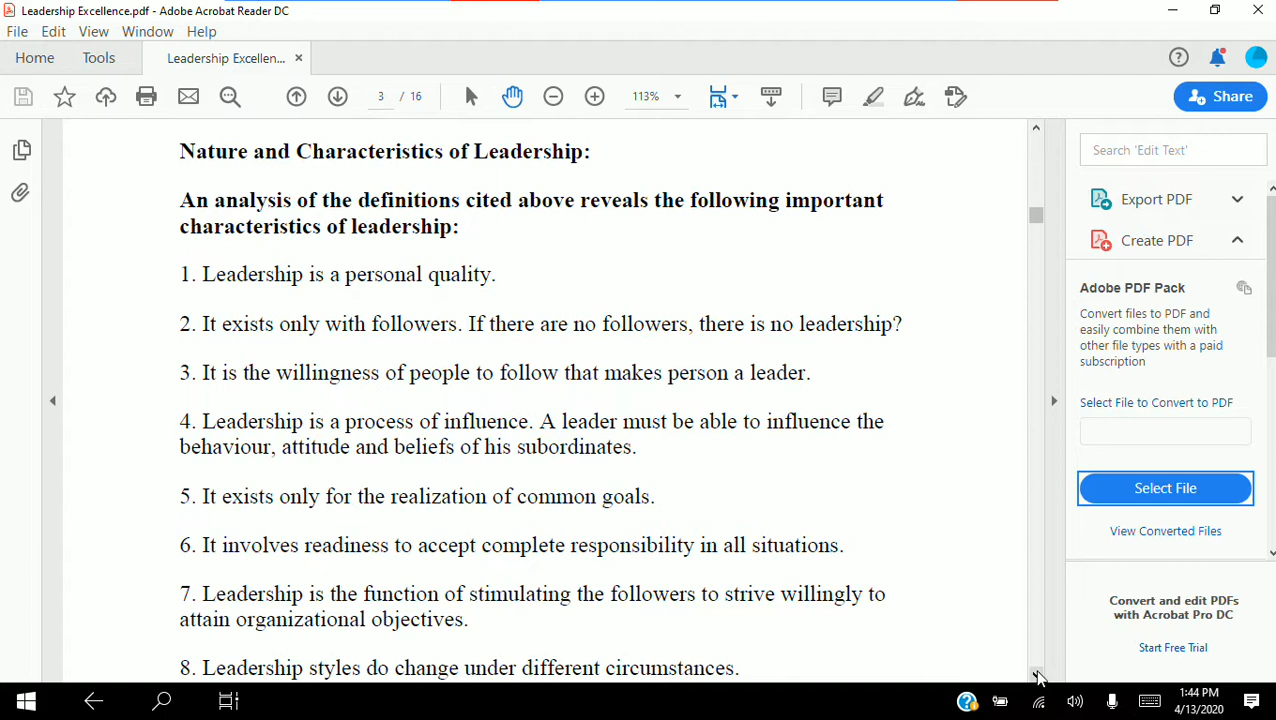 Leadership Excellence.pdf - Adobe Acrobat Reader DC
File Edit View Window Help
Home Tools Leadership Excellen... ×
3 / 16 113% Share
Nature and Characteristics of Leadership:
An analysis of the definitions cited above reveals the following important
characteristics of leadership:
1. Leadership is a personal quality.
2. It exists only with followers. If there are no followers, there is no leadership?
3. It is the willingness of people to follow that makes person a leader.
4. Leadership is a process of influence. A leader must be able to influence the
behaviour, attitude and beliefs of his subordinates.
5. It exists only for the realization of common goals.
6. It involves readiness to accept complete responsibility in all situations.
7. Leadership is the function of stimulating the followers to strive willingly to
attain organizational objectives.
8. Leadership styles do change under different circumstances.
Search 'Edit Text'
Export PDF
Create PDF
Adobe PDF Pack
Convert files to PDF and
easily combine them with
other file types with a paid
subscription
Select File to Convert to PDF
Select File
View Converted Files
Convert and edit PDFs
with Acrobat Pro DC
Start Free Trial
1:44 PM
4/13/2020